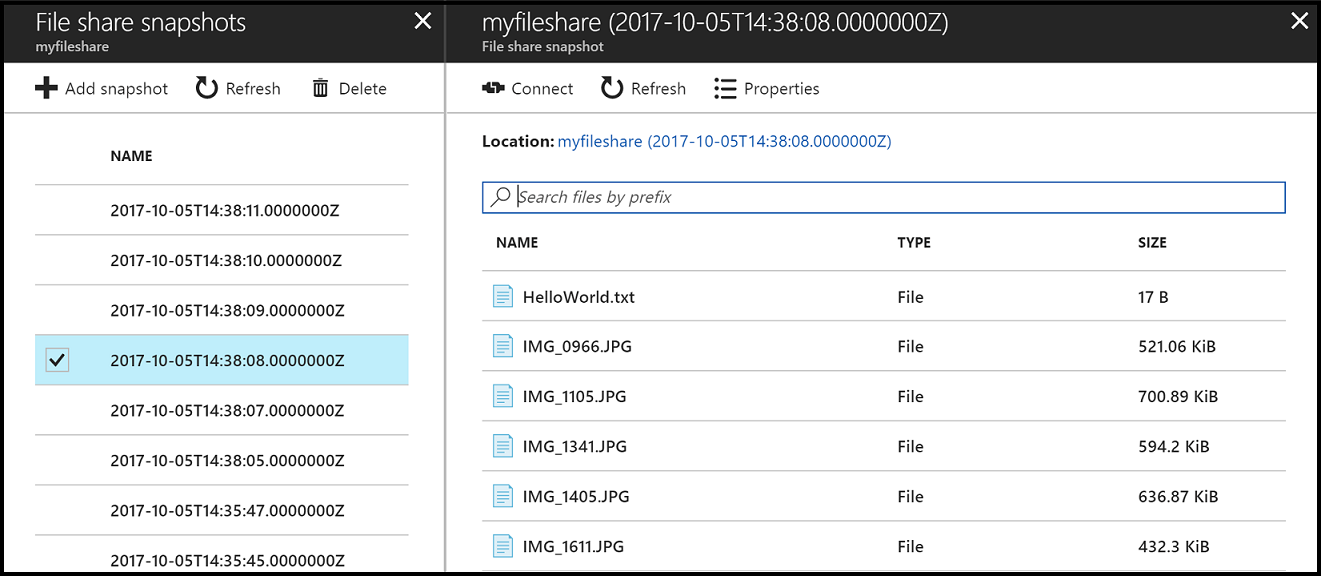 File share snapshots
myfileshare
Add snapshot Refresh Delete
NAME
2017-10-05T14:38:11.0000000Z
2017-10-05T14:38:10.0000000Z
2017-10-05T14:38:09.0000000Z
2017-10-05T14:38:08.0000000Z
2017-10-05T14:38:07.0000000Z
2017-10-05T14:38:05.0000000Z
2017-10-05T14:35:47.0000000Z
2017-10-05T14:35:45.0000000Z
myfileshare (2017-10-05T14:38:08.0000000Z)
File share snapshot
Connect Refresh Properties
Location: myfileshare (2017-10-05T14:38:08.0000000Z)
Search files by prefix
NAME TYPE SIZE
HelloWorld.txt File 17 B
IMG_0966.JPG File 521.06 KiB
IMG_1105.JPG File 700.89 KiB
IMG_1341.JPG File 594.2 KiB
IMG_1405.JPG File 636.87 KiB
IMG_1611.JPG File 432.3 KiB